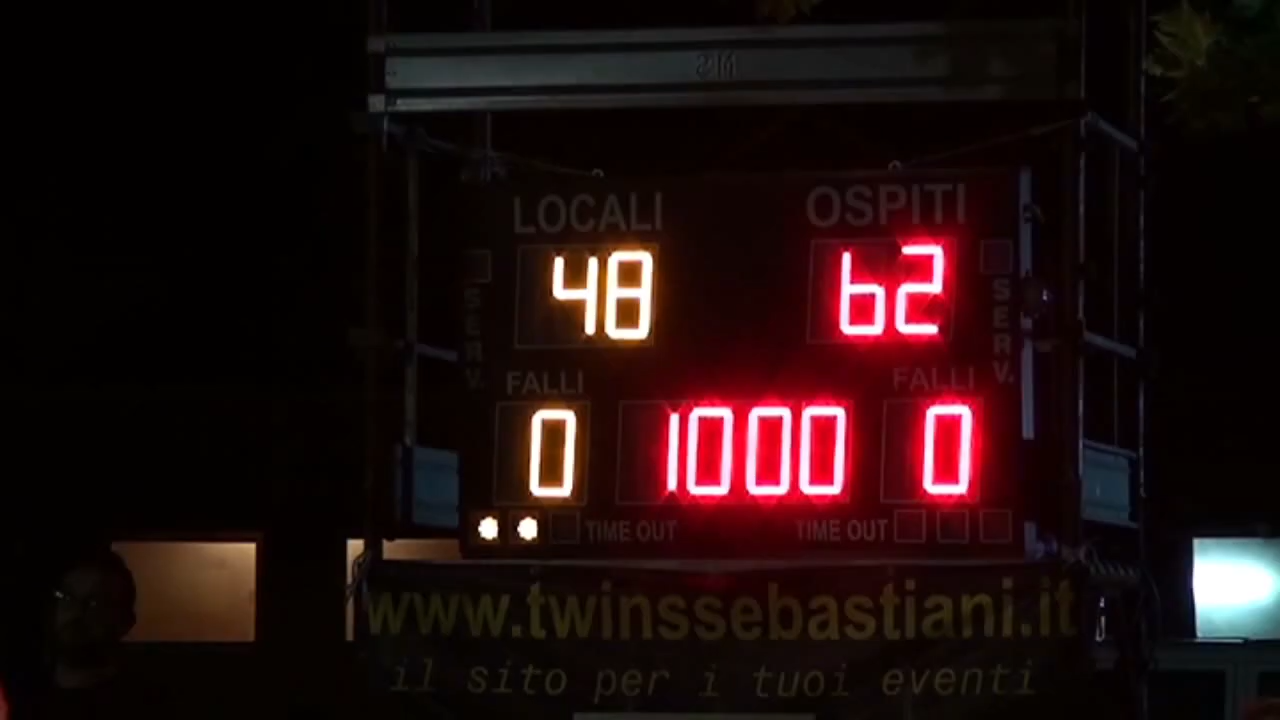 LOCALI OSPITI
48 62
SERV. SERV.
FALLI FALLI
0 1000 0
TIME OUT TIME OUT
www.twinssebastiani.it
il sito per i tuoi eventi